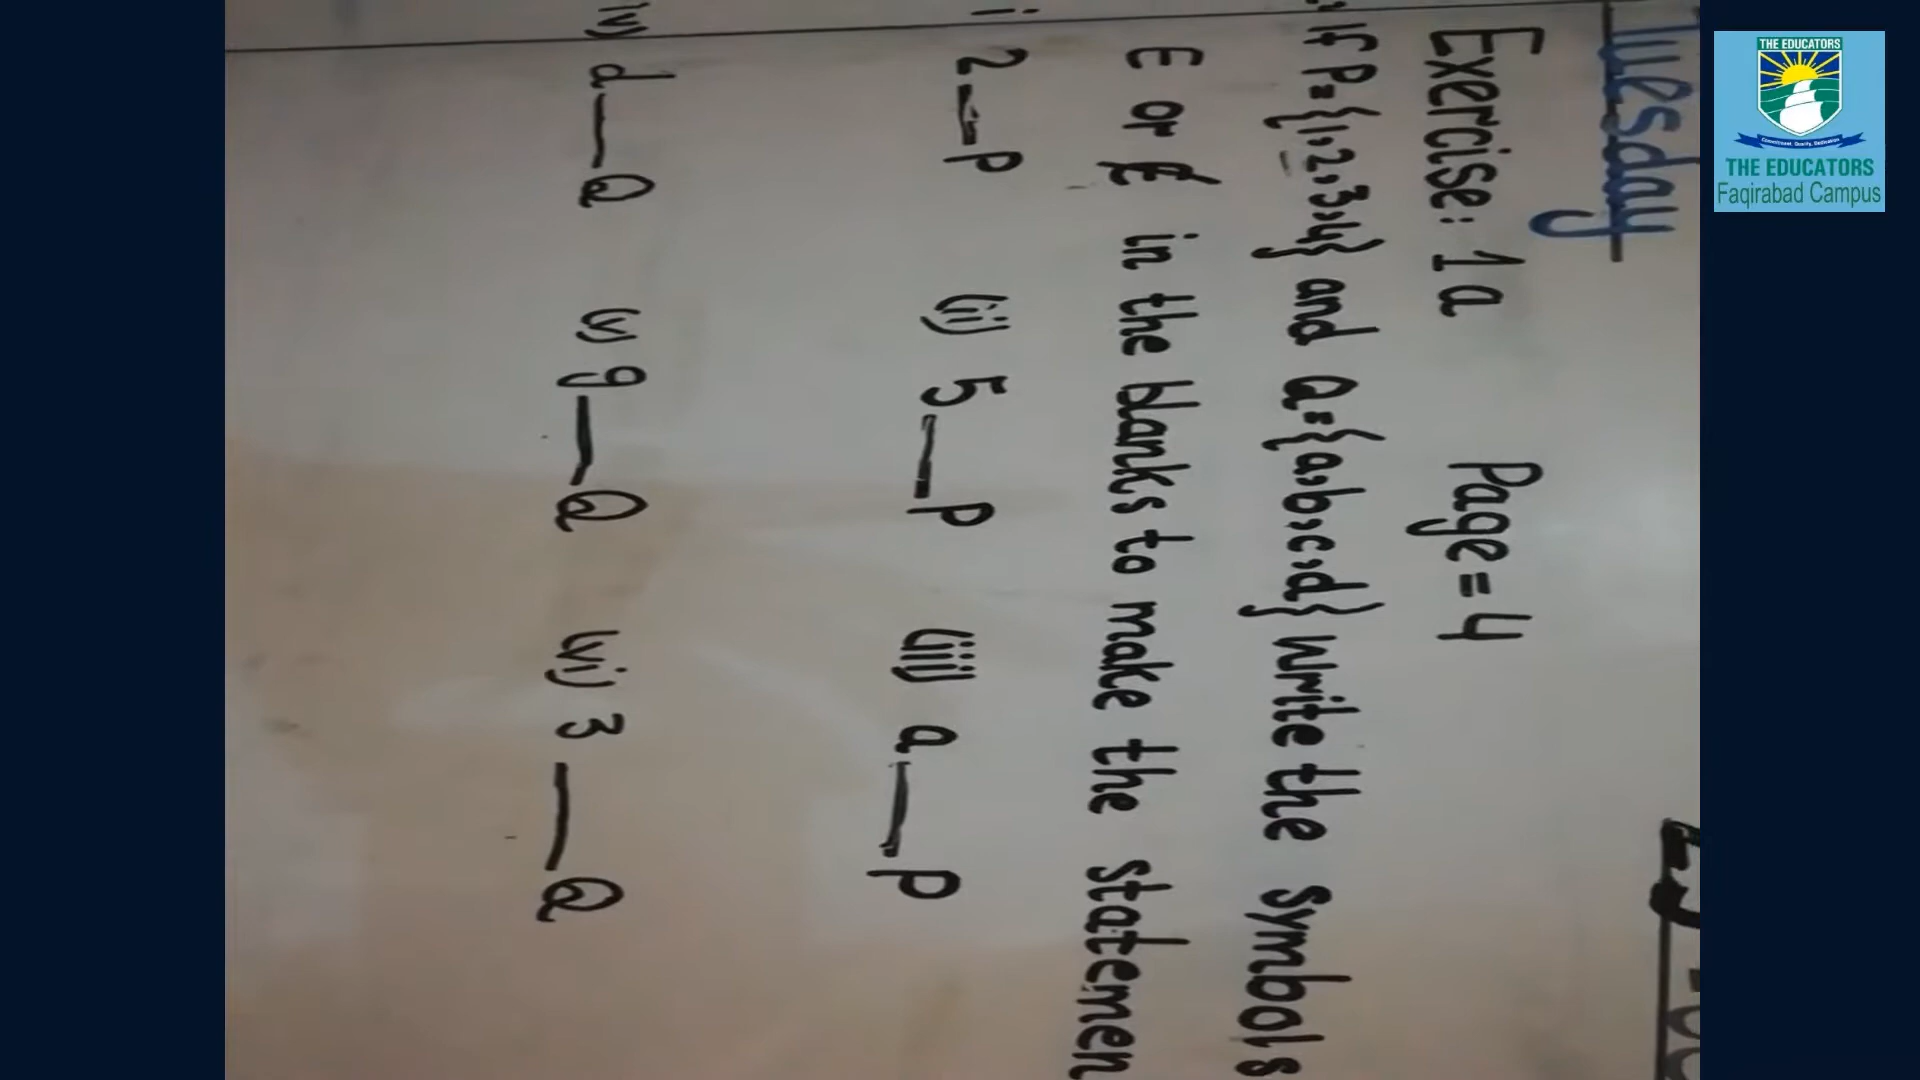 Tuesday
Exercise: 1a Page = 4
If P={1,2,3,4} and Q={a,b,c,d} write the symbols
∈ or ∉ in the blanks to make the statemen
i 2__P (ii) 5__P (iii) a__P
iv) d__Q (v) g__Q (vi) 3__Q
THE EDUCATORS
THE EDUCATORS
Faqirabad Campus